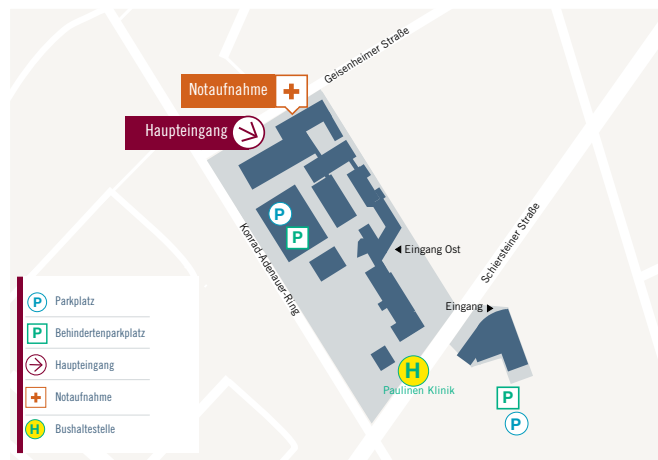 Geisenheimer Straße
Notaufnahme
Haupteingang
P
P
Konrad-Adenauer-Ring
Eingang Ost
Schiersteiner Straße
Eingang
H
Paulinen Klinik
P
P
P Parkplatz
P Behindertenparkplatz
Haupteingang
Notaufnahme
H Bushaltestelle